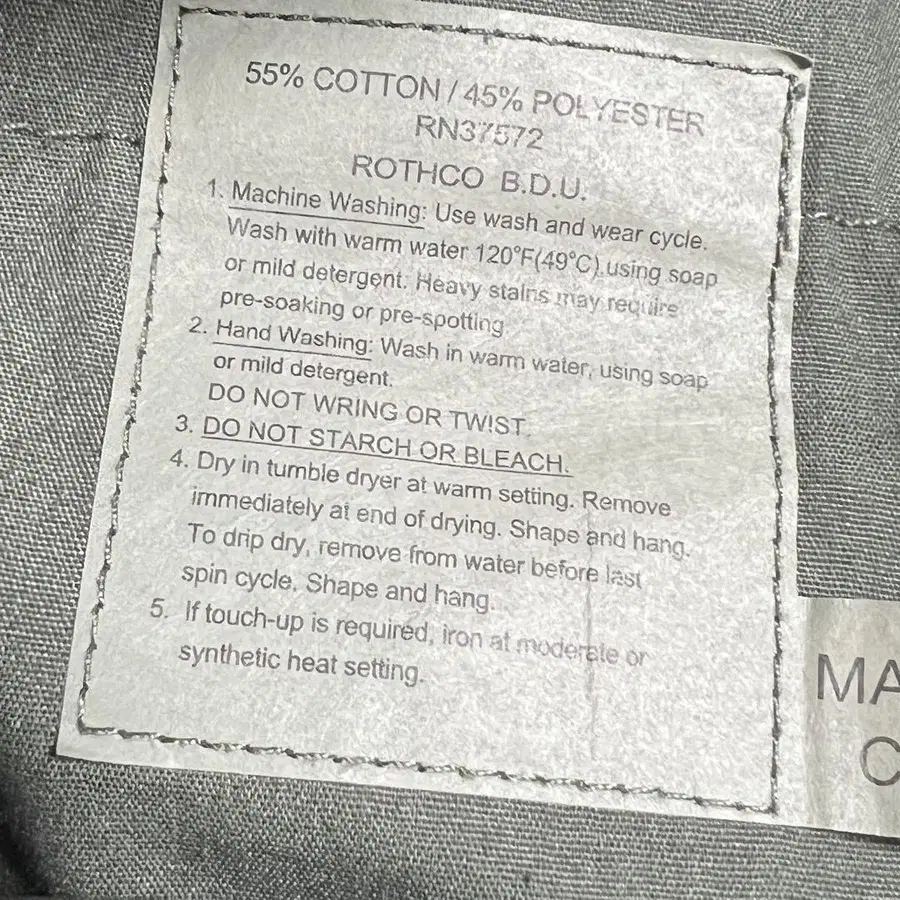 55% COTTON / 45% POLYESTER
RN37572
ROTHCO B.D.U.
1. Machine Washing: Use wash and wear cycle.
Wash with warm water 120°F(49°C).using soap
or mild detergent. Heavy stains may require
pre-soaking or pre-spotting
2. Hand Washing: Wash in warm water, using soap
or mild detergent.
DO NOT WRING OR TWIST.
3. DO NOT STARCH OR BLEACH.
4. Dry in tumble dryer at warm setting. Remove
immediately at end of drying. Shape and hang.
To drip dry, remove from water before last
spin cycle. Shape and hang.
5. If touch-up is required, iron at moderate or
synthetic heat setting.
MA
C